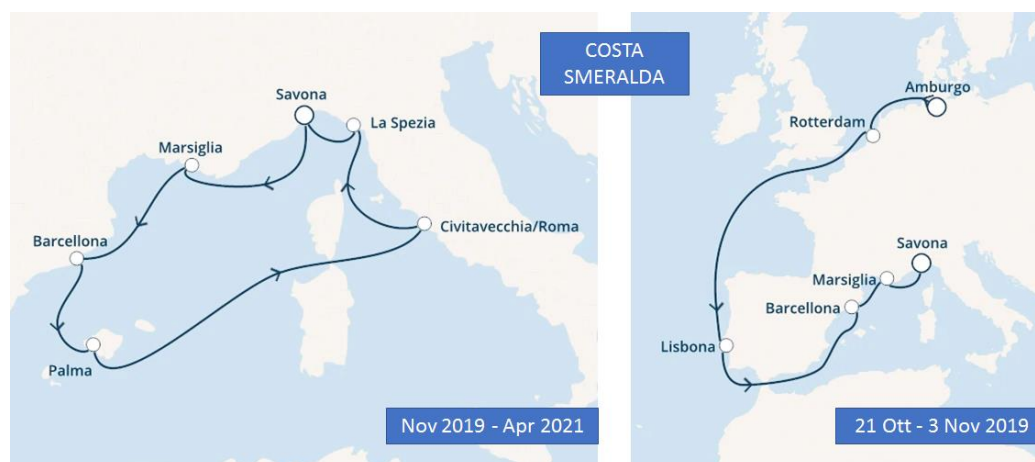 COSTA
SMERALDA
Savona
La Spezia
Marsiglia
Civitavecchia/Roma
Barcellona
Palma
Nov 2019 - Apr 2021
Amburgo
Rotterdam
Savona
Marsiglia
Barcellona
Lisbona
21 Ott - 3 Nov 2019